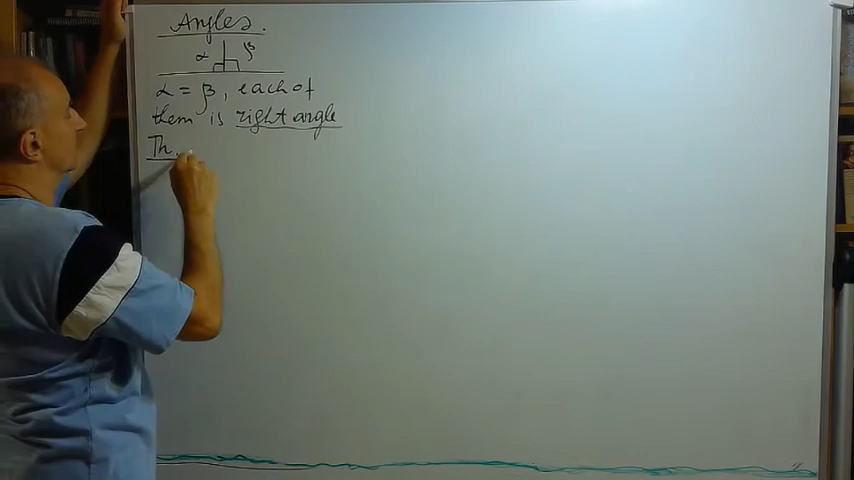 Angles.
α β
α = β, each of
them is right angle
Th.